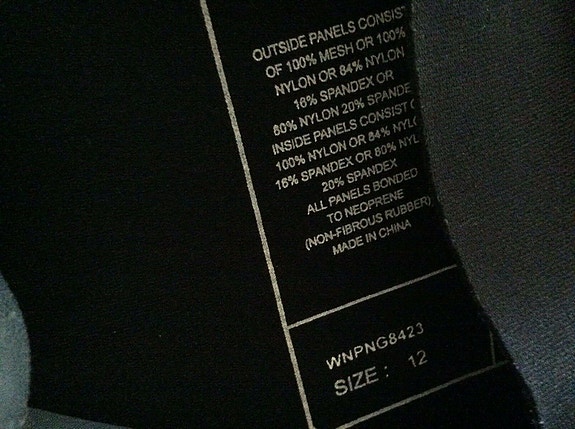 OUTSIDE PANELS CONSIST
OF 100% MESH OR 100%
NYLON OR 84% NYLON
16% SPANDEX OR
80% NYLON 20% SPANDE
INSIDE PANELS CONSIST O
100% NYLON OR 84% NYLO
16% SPANDEX OR 80% NYL
20% SPANDEX
ALL PANELS BONDED
TO NEOPRENE
(NON-FIBROUS RUBBER).
MADE IN CHINA
WNPNG8423
SIZE : 12